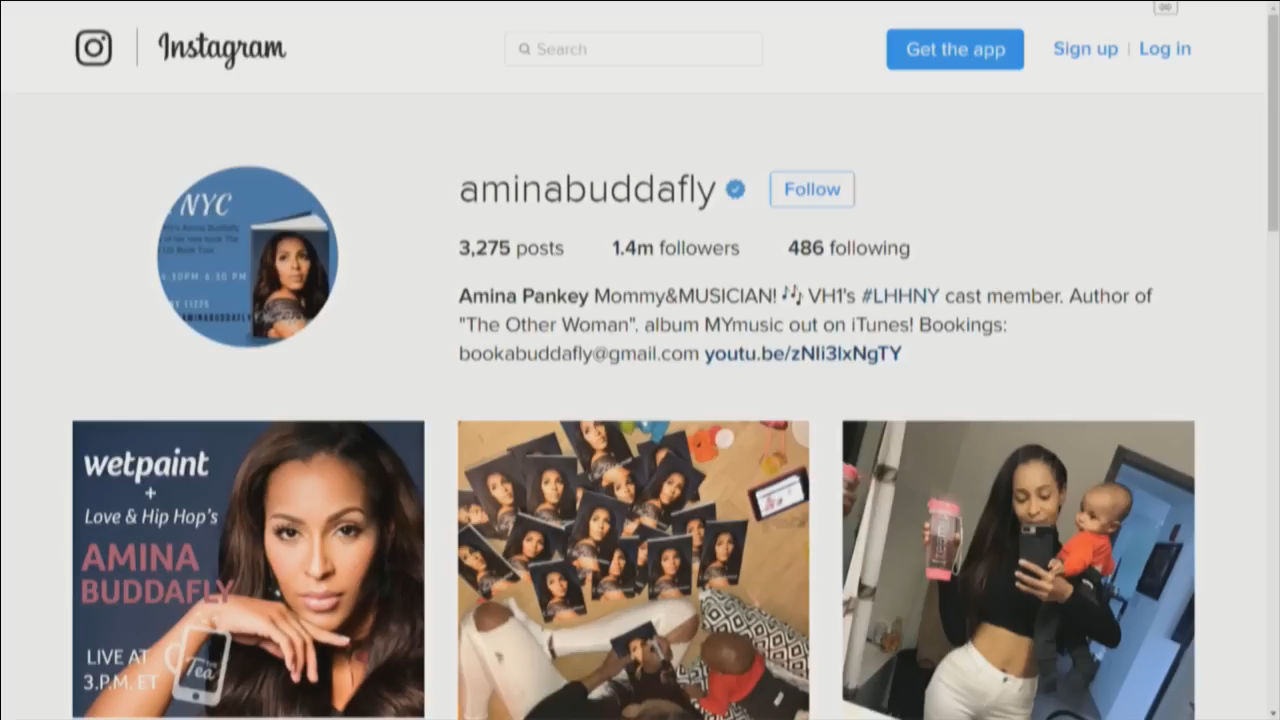 Instagram
Search
Get the app
Sign up | Log in
NYC
aminabuddafly
Follow
3,275 posts
1.4m followers
486 following
Amina Pankey Mommy&MUSICIAN! 🎶 VH1's #LHHNY cast member. Author of
"The Other Woman". album MYmusic out on iTunes! Bookings:
bookabuddafly@gmail.com youtu.be/zNli3lxNgTY
wetpaint
+
Love & Hip Hop's
AMINA
BUDDAFLY
LIVE AT
3.P.M. ET
Tea